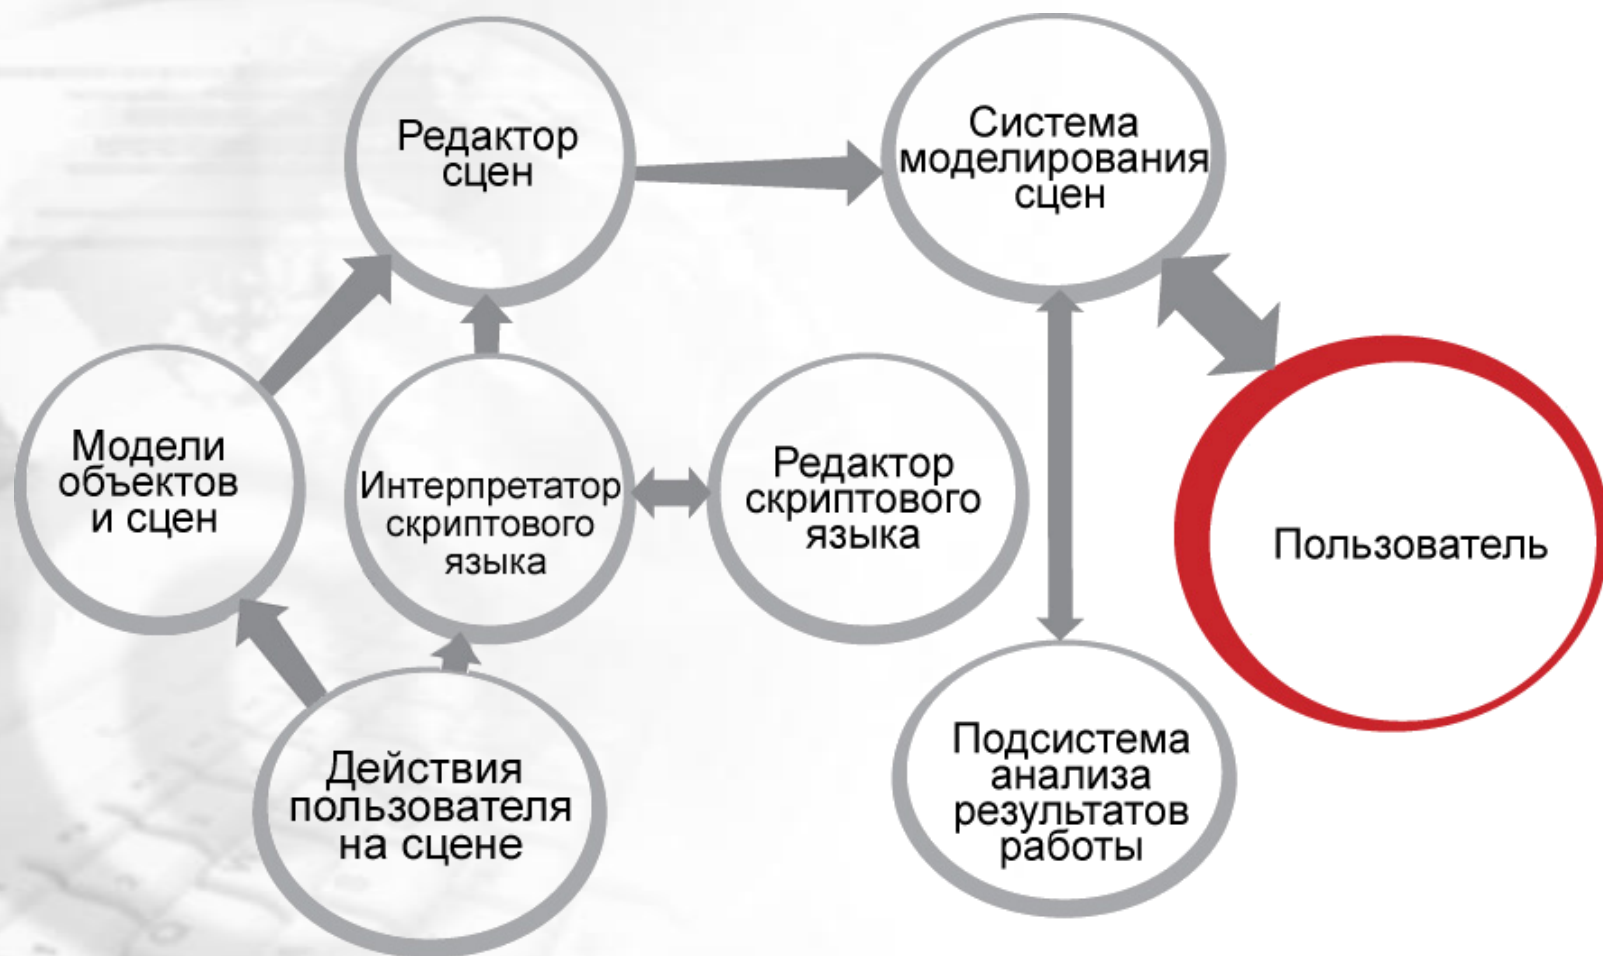 Редактор
сцен
Система
моделирования
сцен
Модели
объектов
и сцен
Интерпретатор
скриптового
языка
Редактор
скриптового
языка
Пользователь
Действия
пользователя
на сцене
Подсистема
анализа
результатов
работы